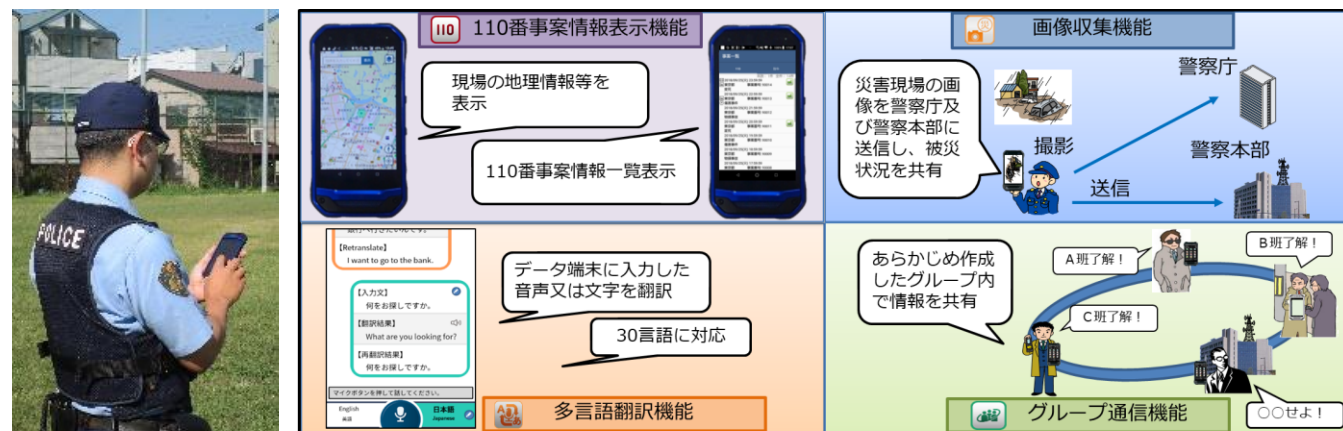 POLICE
110
110番事案情報表示機能
現場の地理情報等を
表示
110番事案情報一覧表示
画像収集機能
災害現場の画
像を警察庁及
び警察本部に
送信し、被災
状況を共有
撮影
送信
警察庁
警察本部
【Retranslate】
I want to go to the bank.
【入力文】
何をお探しですか。
【翻訳結果】
What are you looking for?
【再翻訳結果】
何をお探しですか。
マイクボタンを押して話してください。
English
英語
日本語
Japanese
データ端末に入力した
音声又は文字を翻訳
30言語に対応
多言語翻訳機能
あらかじめ作成
したグループ内
で情報を共有
A班了解！
B班了解！
C班了解！
○○せよ！
グループ通信機能